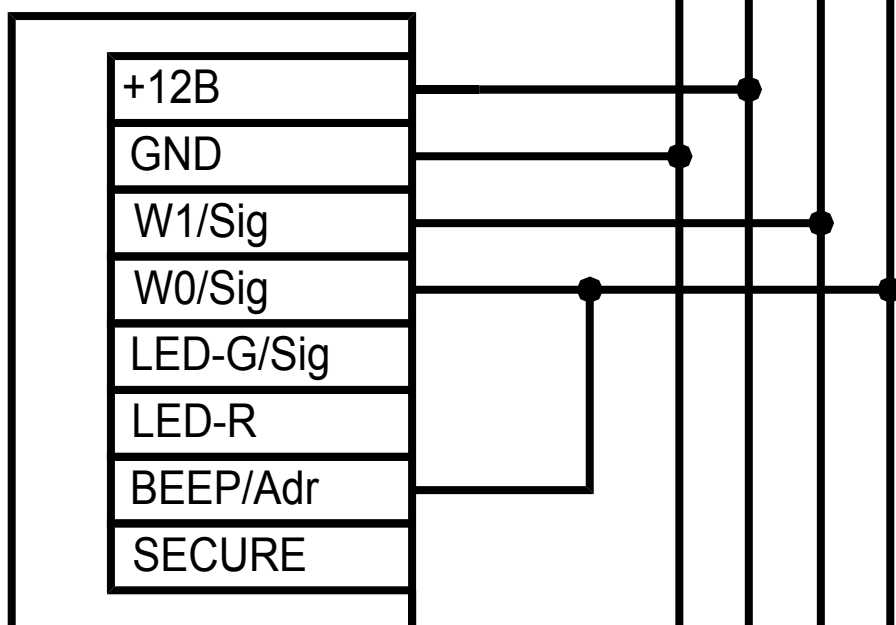 +12В
GND
W1/Sig
W0/Sig
LED-G/Sig
LED-R
BEEP/Adr
SECURE